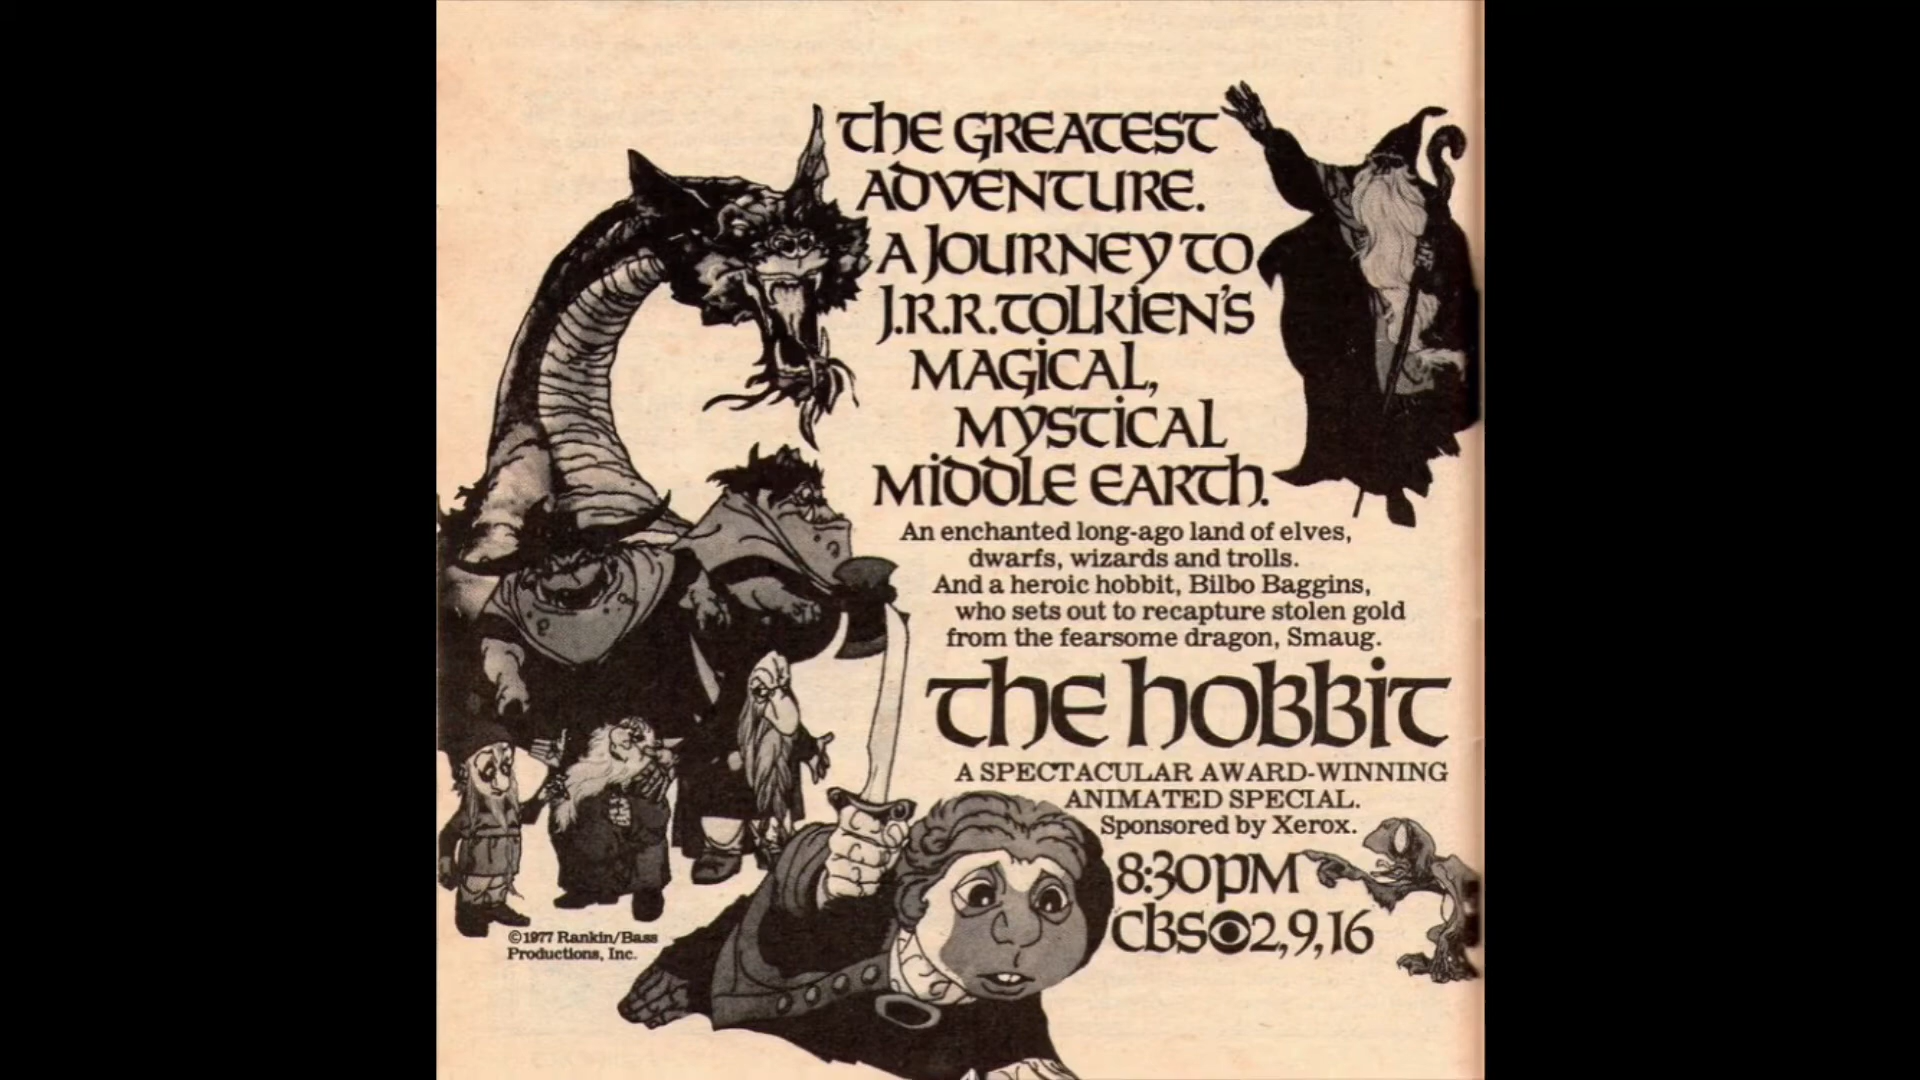 THE GREATEST
ADVENTURE.
A JOURNEY TO
J.R.R. TOLKIEN'S
MAGICAL,
MYSTICAL
MIDDLE EARTH.
An enchanted long-ago land of elves,
dwarfs, wizards and trolls.
And a heroic hobbit, Bilbo Baggins,
who sets out to recapture stolen gold
from the fearsome dragon, Smaug.
THE HOBBIT
A SPECTACULAR AWARD-WINNING
ANIMATED SPECIAL.
Sponsored by Xerox.
8:30PM
CBS 2,9,16
©1977 Rankin/Bass
Productions, Inc.